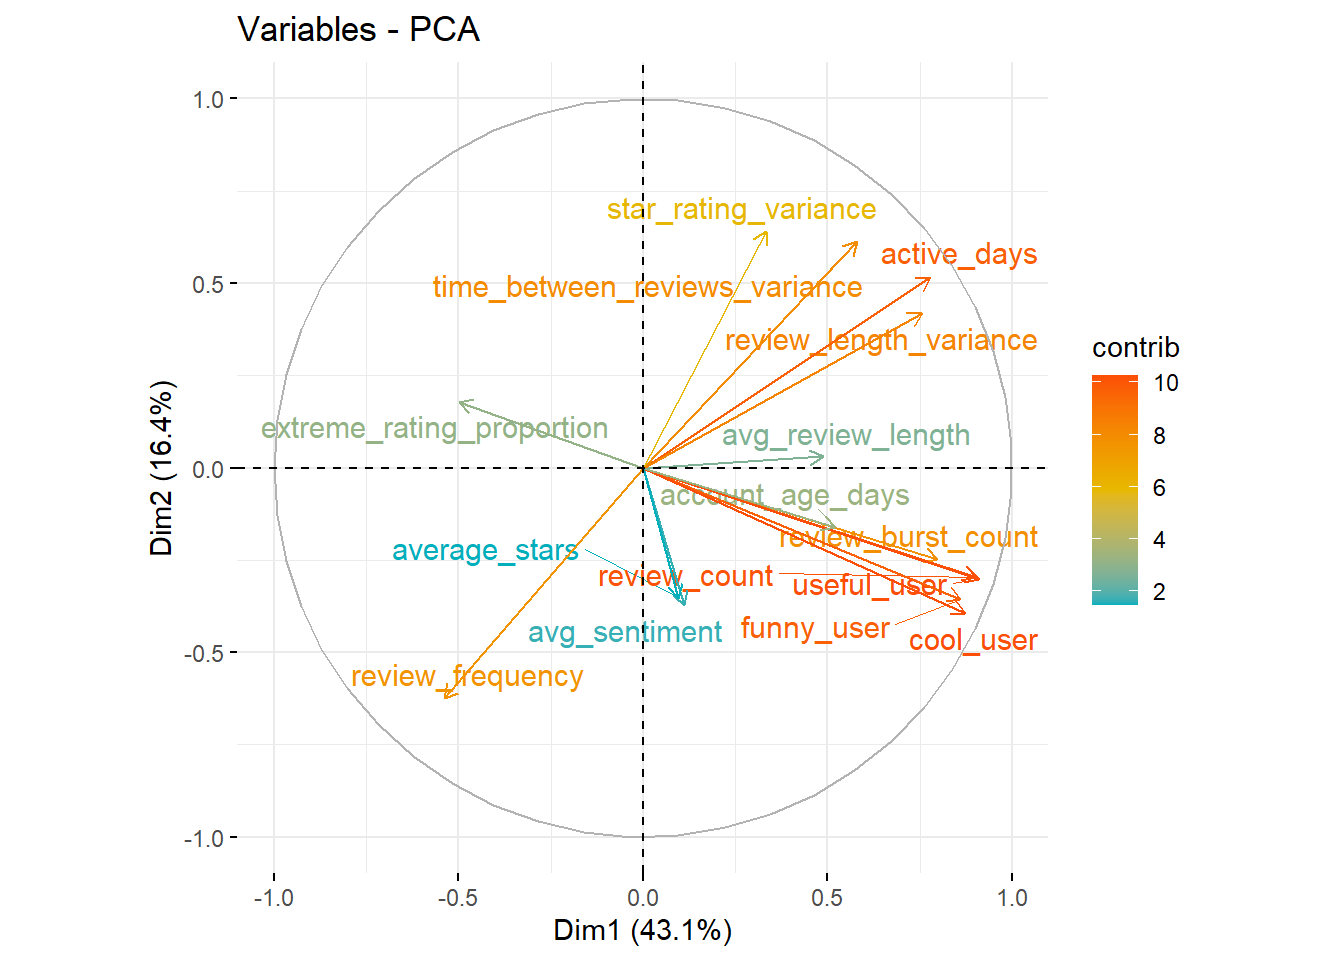 Variables - PCA
1.0
0.5
0.0
-0.5
-1.0
Dim2 (16.4%)
star_rating_variance
active_days
time_between_reviews_variance
review_length_variance
extreme_rating_proportion
avg_review_length
account_age_days
review_burst_count
average_stars
review_count
useful_user
funny_user
avg_sentiment
cool_user
review_frequency
-1.0
-0.5
0.0
0.5
1.0
Dim1 (43.1%)
contrib
10
8
6
4
2